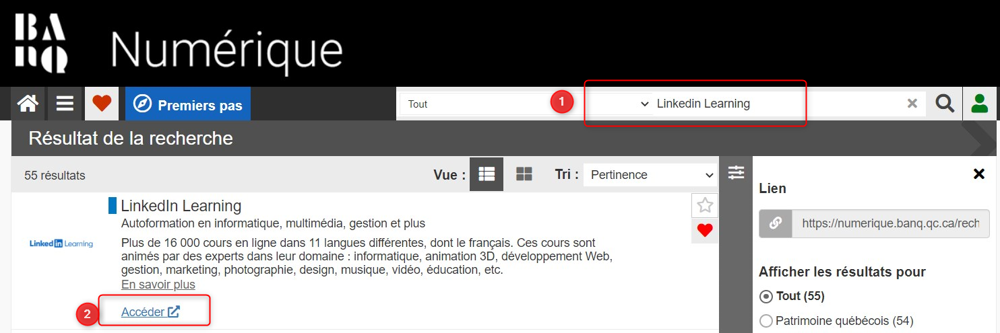 BAnQ
Numérique
Premiers pas
Tout
1
Linkedin Learning
Résultat de la recherche
55 résultats
Vue :
Tri :
Pertinence
LinkedIn Learning
Autoformation en informatique, multimédia, gestion et plus
Linked in Learning
Plus de 16 000 cours en ligne dans 11 langues différentes, dont le français. Ces cours sont
animés par des experts dans leur domaine : informatique, animation 3D, développement Web,
gestion, marketing, photographie, design, musique, vidéo, éducation, etc.
En savoir plus
2
Accéder
Lien
https://numerique.banq.qc.ca/rech
Afficher les résultats pour
Tout (55)
Patrimoine québécois (54)